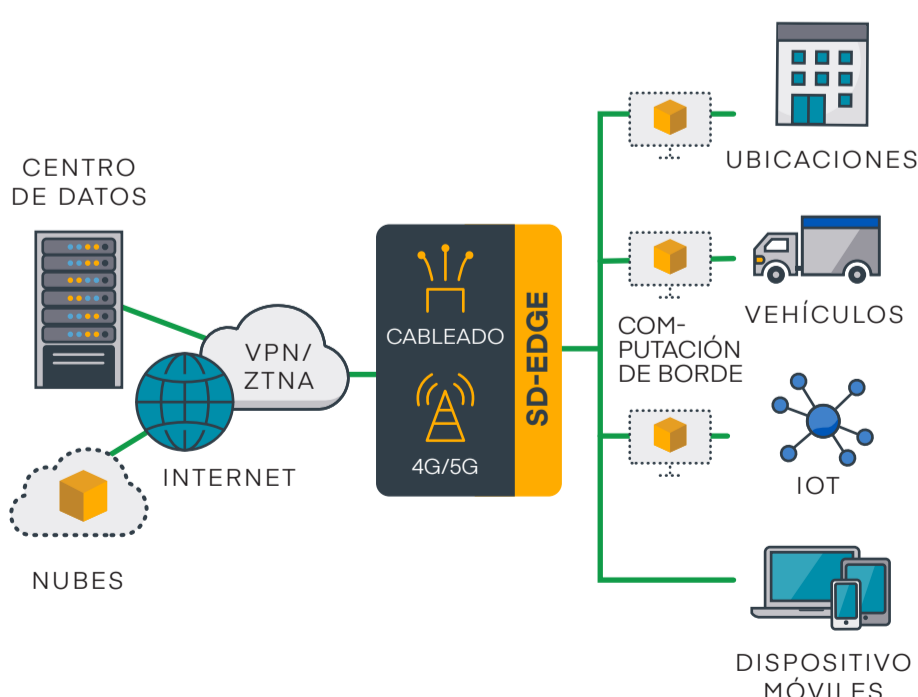 CENTRO
DE DATOS
VPN/
ZTNA
INTERNET
NUBES
CABLEADO
4G/5G
SD-EDGE
COM-
PUTACIÓN
DE BORDE
UBICACIONES
VEHÍCULOS
IOT
DISPOSITIVO
MÓVILES